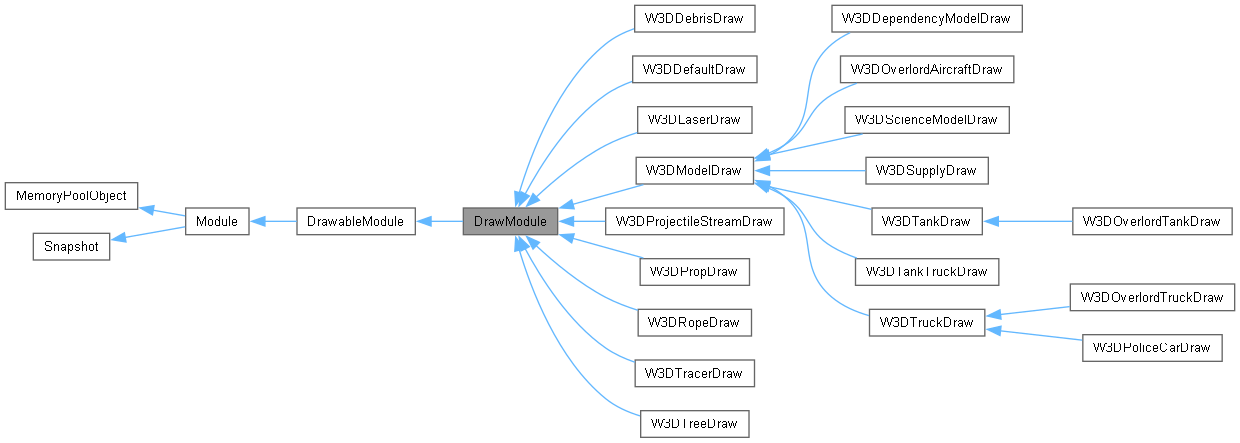 MemoryPoolObject
Snapshot
Module
DrawableModule
DrawModule
W3DDebrisDraw
W3DDefaultDraw
W3DLaserDraw
W3DModelDraw
W3DProjectileStreamDraw
W3DPropDraw
W3DRopeDraw
W3DTracerDraw
W3DTreeDraw
W3DDependencyModelDraw
W3DOverlordAircraftDraw
W3DScienceModelDraw
W3DSupplyDraw
W3DTankDraw
W3DTankTruckDraw
W3DTruckDraw
W3DOverlordTankDraw
W3DOverlordTruckDraw
W3DPoliceCarDraw